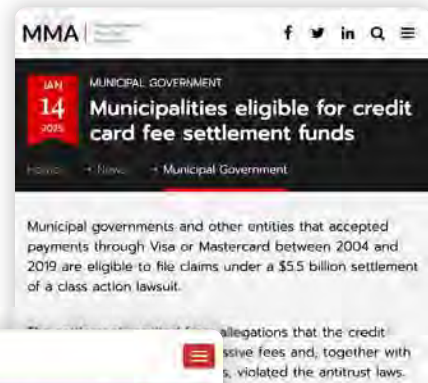 MMA
f in
JAN
14
2025
MUNICIPAL GOVERNMENT
Municipalities eligible for credit
card fee settlement funds
Home → News → Municipal Government
Municipal governments and other entities that accepted
payments through Visa or Mastercard between 2004 and
2019 are eligible to file claims under a $5.5 billion settlement
of a class action lawsuit.
allegations that the credit
ssive fees and, together with
s, violated the antitrust laws.